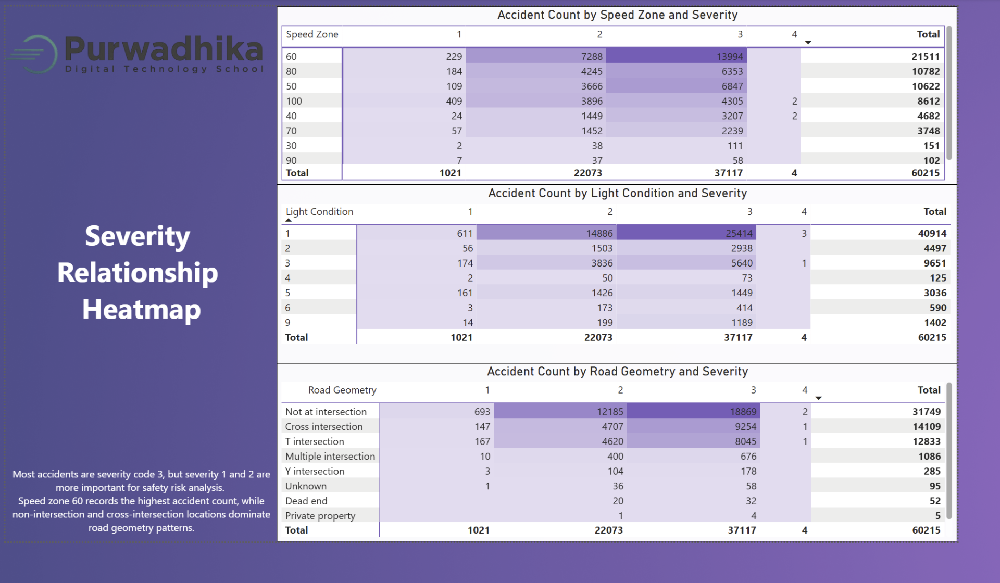 Purwadhika
Digital Technology School
Severity
Relationship
Heatmap
Most accidents are severity code 3, but severity 1 and 2 are
more important for safety risk analysis.
Speed zone 60 records the highest accident count, while
non-intersection and cross-intersection locations dominate
road geometry patterns.
Accident Count by Speed Zone and Severity
Speed Zone 1 2 3 4 Total
60 229 7288 13994 21511
80 184 4245 6353 10782
50 109 3666 6847 10622
100 409 3896 4305 2 8612
40 24 1449 3207 2 4682
70 57 1452 2239 3748
30 2 38 111 151
90 7 37 58 102
Total 1021 22073 37117 4 60215
Accident Count by Light Condition and Severity
Light Condition 1 2 3 4 Total
1 611 14886 25414 3 40914
2 56 1503 2938 4497
3 174 3836 5640 1 9651
4 2 50 73 125
5 161 1426 1449 3036
6 3 173 414 590
9 14 199 1189 1402
Total 1021 22073 37117 4 60215
Accident Count by Road Geometry and Severity
Road Geometry 1 2 3 4 Total
Not at intersection 693 12185 18869 2 31749
Cross intersection 147 4707 9254 1 14109
T intersection 167 4620 8045 1 12833
Multiple intersection 10 400 676 1086
Y intersection 3 104 178 285
Unknown 1 36 58 95
Dead end 20 32 52
Private property 1 4 5
Total 1021 22073 37117 4 60215